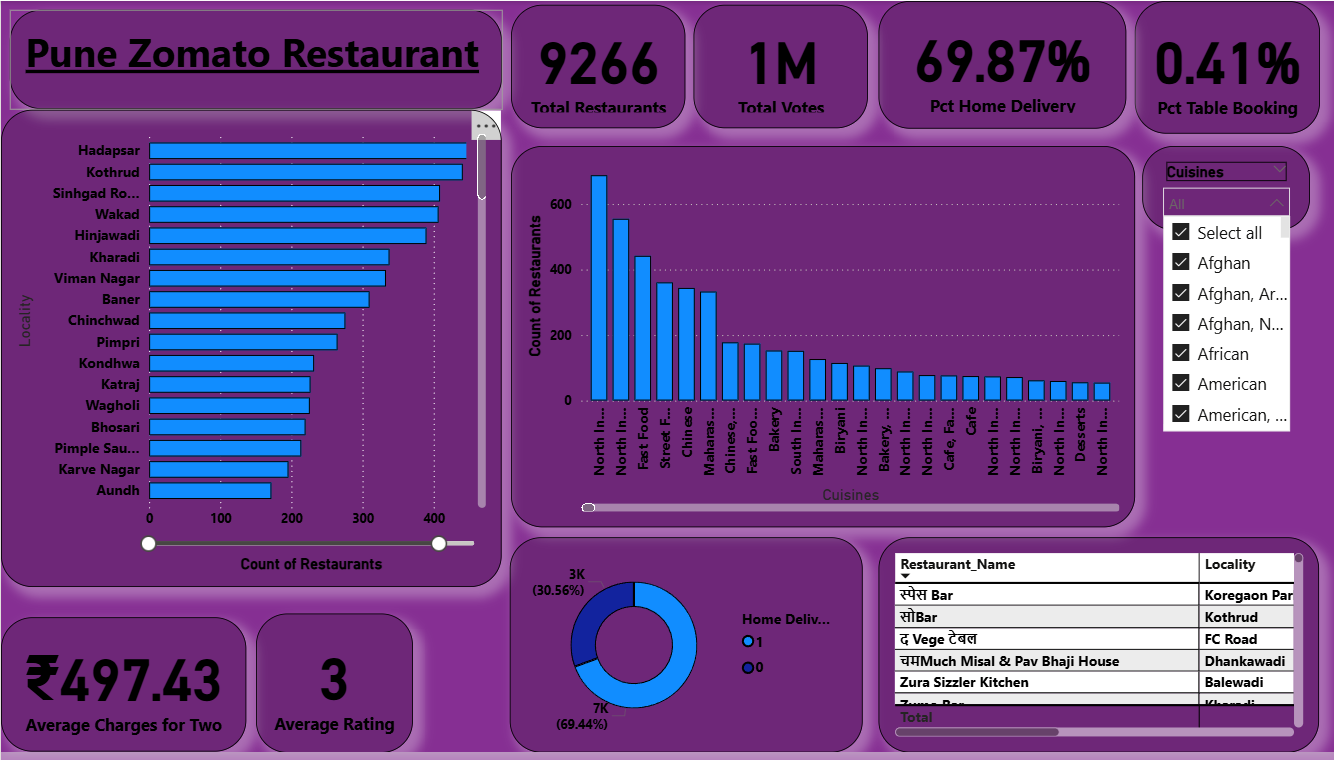 Pune Zomato Restaurant
9266
Total Restaurants
1M
Total Votes
69.87%
Pct Home Delivery
0.41%
Pct Table Booking
...
Locality
Hadapsar
Kothrud
Sinhgad Ro...
Wakad
Hinjawadi
Kharadi
Viman Nagar
Baner
Chinchwad
Pimpri
Kondhwa
Katraj
Wagholi
Bhosari
Pimple Sau...
Karve Nagar
Aundh
0 100 200 300 400
Count of Restaurants
Count of Restaurants
600
400
200
0
North In...
North In...
Fast Food
Street F...
Chinese
Maharas...
Chinese,...
Fast Foo...
Bakery
South In...
Maharas...
Biryani
North In...
Bakery, ...
North In...
North In...
Cafe, Fa...
Cafe
North In...
North In...
Biryani, ...
North In...
Desserts
North In...
Cuisines
Cuisines
All
Select all
Afghan
Afghan, Ar...
Afghan, N...
African
American
American, ...
₹497.43
Average Charges for Two
3
Average Rating
3K
(30.56%)
7K
(69.44%)
Home Deliv...
1
0
Restaurant_Name Locality
स्पेस Bar Koregaon Par
सोBar Kothrud
द Vege टेबल FC Road
चमMuch Misal & Pav Bhaji House Dhankawadi
Zura Sizzler Kitchen Balewadi
Zumo Bar Kharadi
Total